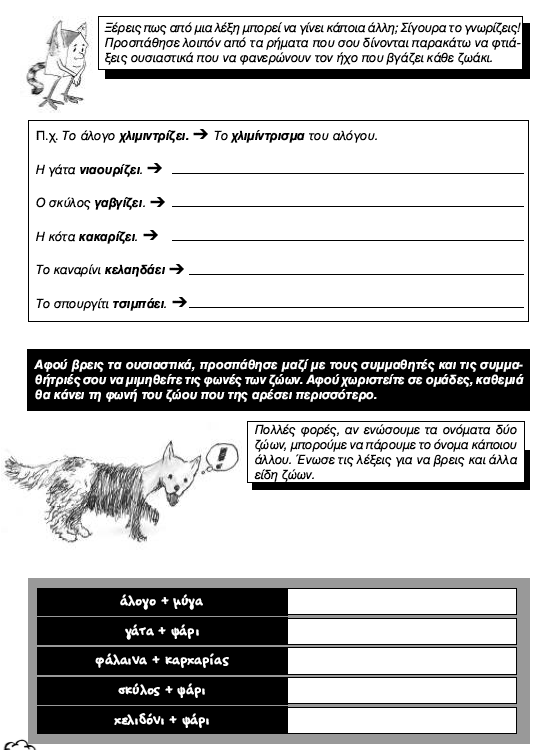 Ξέρεις πως από μια λέξη μπορεί να γίνει κάποια άλλη; Σίγουρα το γνωρίζεις!
Προσπάθησε λοιπόν από τα ρήματα που σου δίνονται παρακάτω να φτιά-
ξεις ουσιαστικά που να φανερώνουν τον ήχο που βγάζει κάθε ζωάκι.
Π.χ. Το άλογο χλιμιντρίζει. ➔ Το χλιμίντρισμα του αλόγου.
Η γάτα νιαουρίζει. ➔
Ο σκύλος γαβγίζει. ➔
Η κότα κακαρίζει. ➔
Το καναρίνι κελαηδάει ➔
Το σπουργίτι τσιμπάει. ➔
Αφού βρεις τα ουσιαστικά, προσπάθησε μαζί με τους συμμαθητές και τις συμμα-
θήτριές σου να μιμηθείτε τις φωνές των ζώων. Αφού χωριστείτε σε ομάδες, καθεμιά
θα κάνει τη φωνή του ζώου που της αρέσει περισσότερο.
Πολλές φορές, αν ενώσουμε τα ονόματα δύο
ζώων, μπορούμε να πάρουμε το όνομα κάποιου
άλλου. Ένωσε τις λέξεις για να βρεις και άλλα
είδη ζώων.
!
άλογο + μύγα
γάτα + ψάρι
φάλαινα + καρχαρίας
σκύλος + ψάρι
χελιδόνι + ψάρι